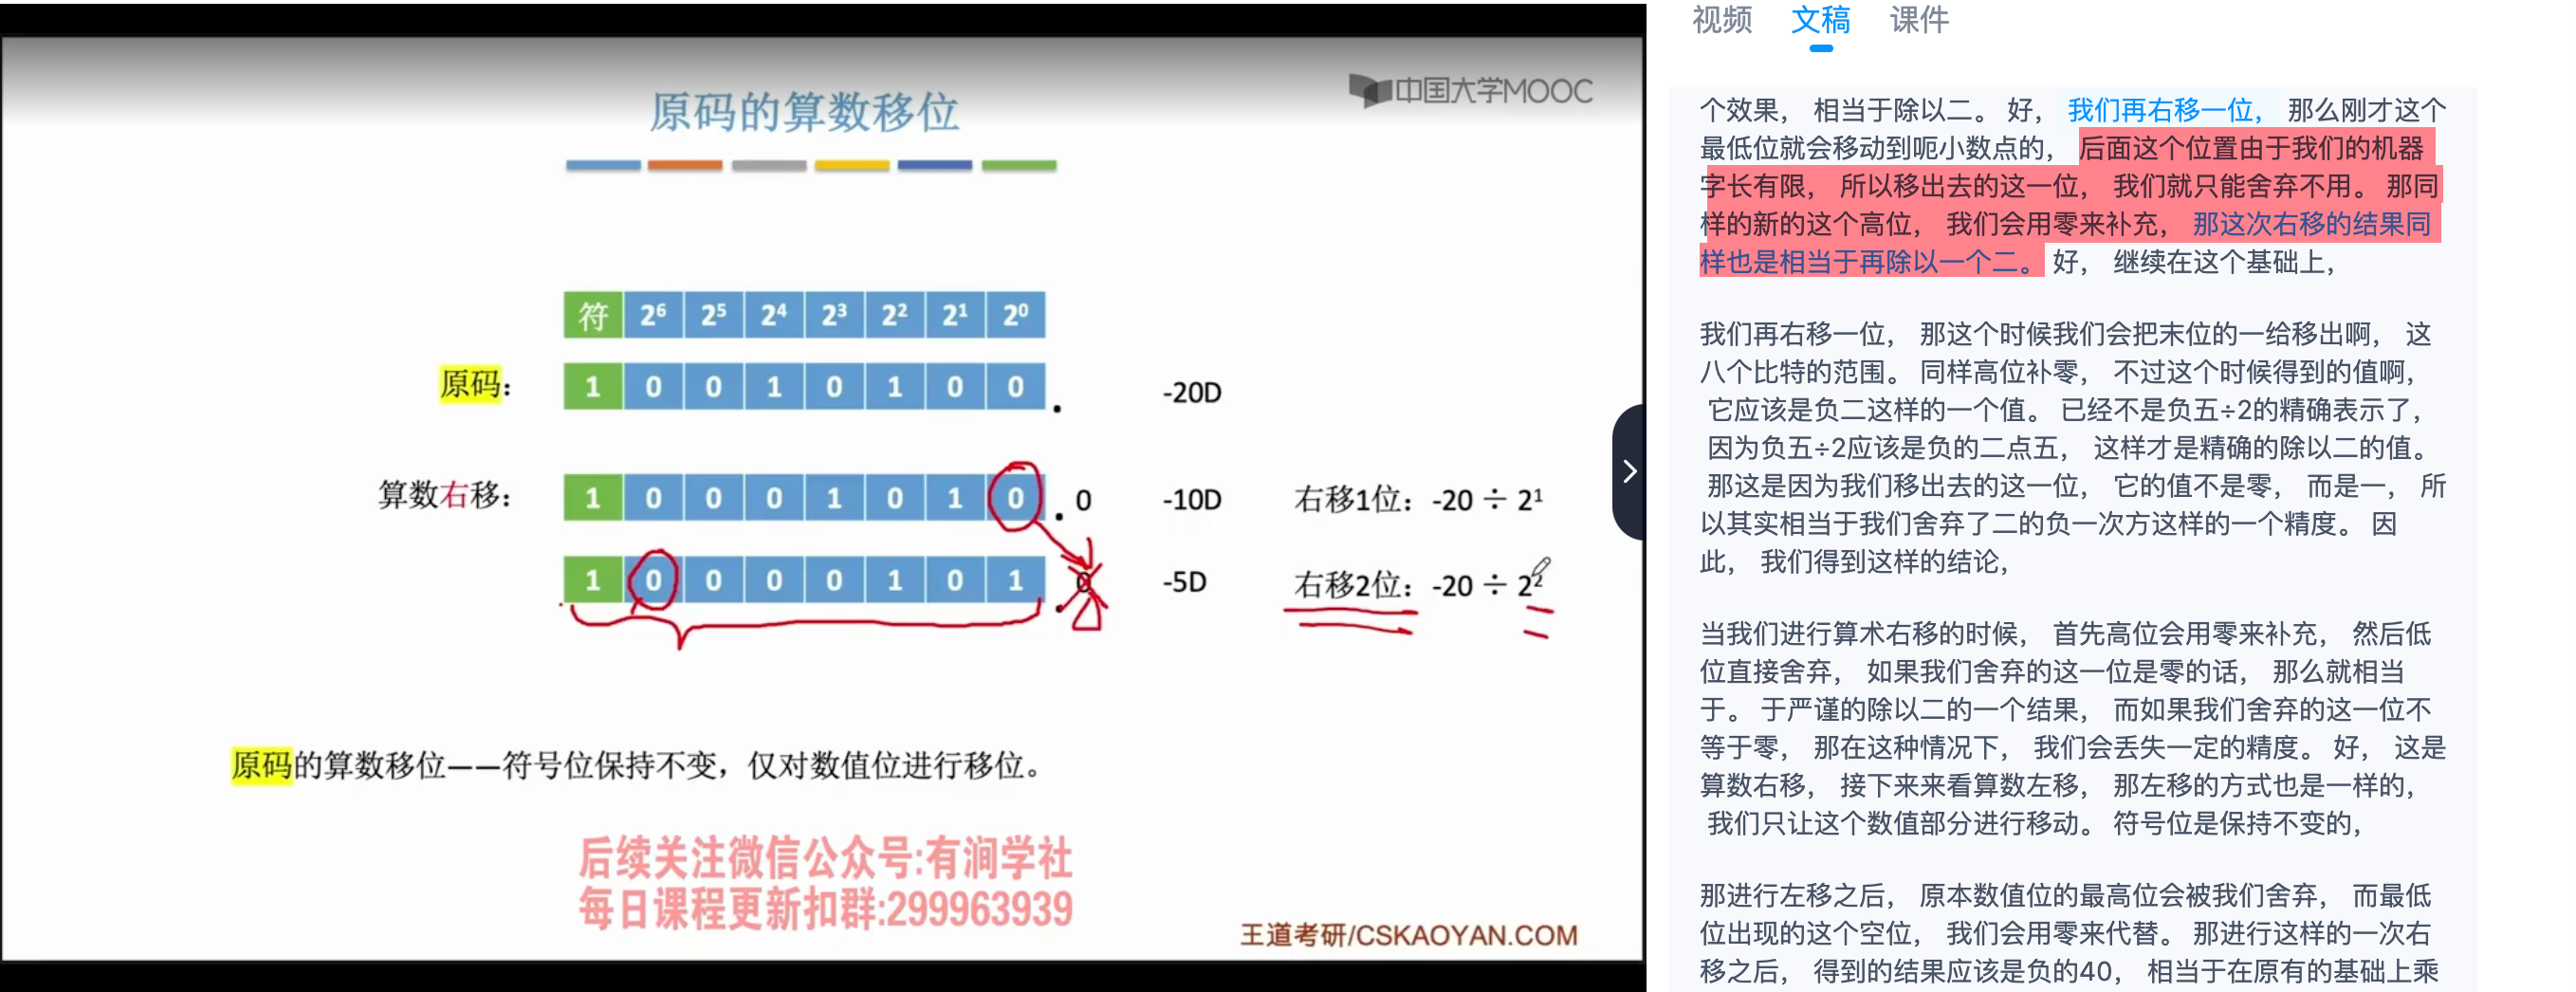 原码的算数移位
中国大学MOOC
符 2⁶ 2⁵ 2⁴ 2³ 2² 2¹ 2⁰
原码： 1 0 0 1 0 1 0 0 . -20D
算数右移： 1 0 0 0 1 0 1 0 . 0 -10D 右移1位：-20 ÷ 2¹
1 0 0 0 0 1 0 1 . 0 -5D 右移2位：-20 ÷ 2²
原码的算数移位——符号位保持不变，仅对数值位进行移位。
后续关注微信公众号:有涧学社
每日课程更新扣群:299963939
王道考研/CSKAOYAN.COM
视频 文稿 课件
个效果， 相当于除以二。 好， 我们再右移一位， 那么刚才这个
最低位就会移动到呃小数点的， 后面这个位置由于我们的机器
字长有限， 所以移出去的这一位， 我们就只能舍弃不用。 那同
样的新的这个高位， 我们会用零来补充， 那这次右移的结果同
样也是相当于再除以一个二。 好， 继续在这个基础上，
我们再右移一位， 那这个时候我们会把末位的一给移出啊， 这
八个比特的范围。 同样高位补零， 不过这个时候得到的值啊，
它应该是负二这样的一个值。 已经不是负五÷2的精确表示了，
因为负五÷2应该是负的二点五， 这样才是精确的除以二的值。
那这是因为我们移出去的这一位， 它的值不是零， 而是一， 所
以其实相当于我们舍弃了二的负一次方这样的一个精度。 因
此， 我们得到这样的结论，
当我们进行算术右移的时候， 首先高位会用零来补充， 然后低
位直接舍弃， 如果我们舍弃的这一位是零的话， 那么就相当
于。 于严谨的除以二的一个结果， 而如果我们舍弃的这一位不
等于零， 那在这种情况下， 我们会丢失一定的精度。 好， 这是
算数右移， 接下来来看算数左移， 那左移的方式也是一样的，
我们只让这个数值部分进行移动。 符号位是保持不变的，
那进行左移之后， 原本数值位的最高位会被我们舍弃， 而最低
位出现的这个空位， 我们会用零来代替。 那进行这样的一次右
移之后， 得到的结果应该是负的40， 相当于在原有的基础上乘